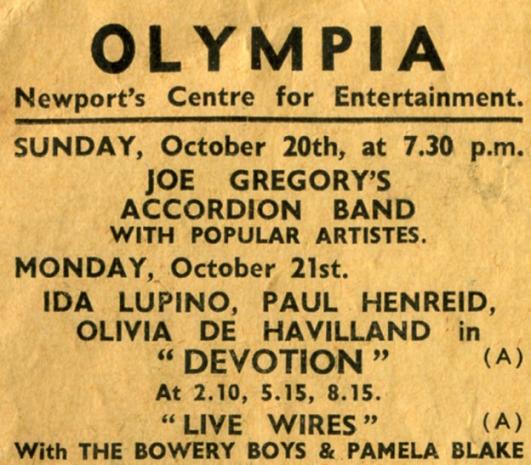 OLYMPIA
Newport's Centre for Entertainment.
SUNDAY, October 20th, at 7.30 p.m.
JOE GREGORY'S
ACCORDION BAND
WITH POPULAR ARTISTES.
MONDAY, October 21st.
IDA LUPINO, PAUL HENREID,
OLIVIA DE HAVILLAND in
"DEVOTION" (A)
At 2.10, 5.15, 8.15.
"LIVE WIRES" (A)
With THE BOWERY BOYS & PAMELA BLAKE